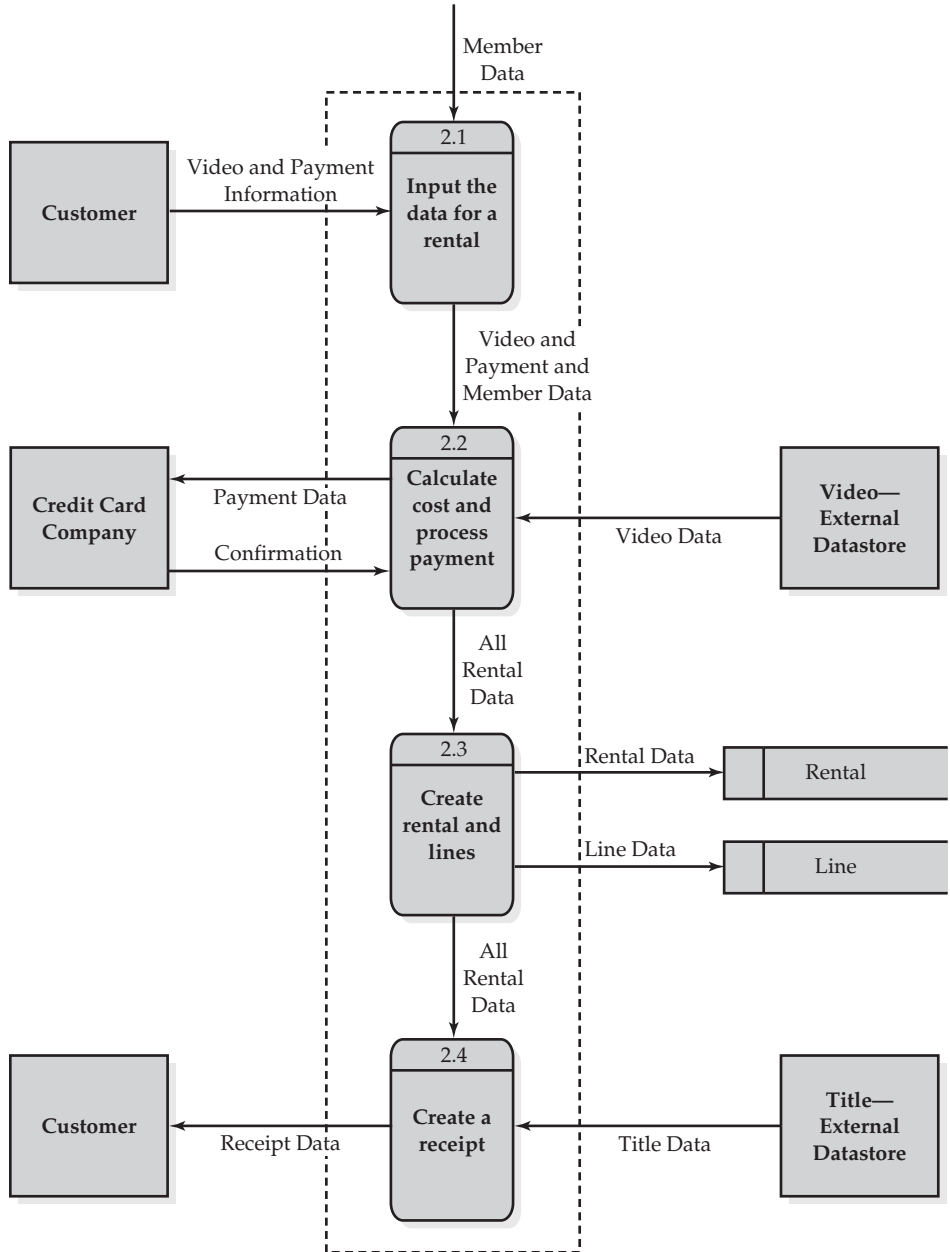 Member
Data
2.1
Input the
data for a
rental
Customer
Video and Payment
Information
Video and
Payment and
Member Data
2.2
Calculate
cost and
process
payment
Credit Card
Company
Payment Data
Confirmation
Video—
External
Datastore
Video Data
All
Rental
Data
2.3
Create
rental and
lines
Rental Data
Rental
Line Data
Line
All
Rental
Data
2.4
Create a
receipt
Customer
Receipt Data
Title—
External
Datastore
Title Data